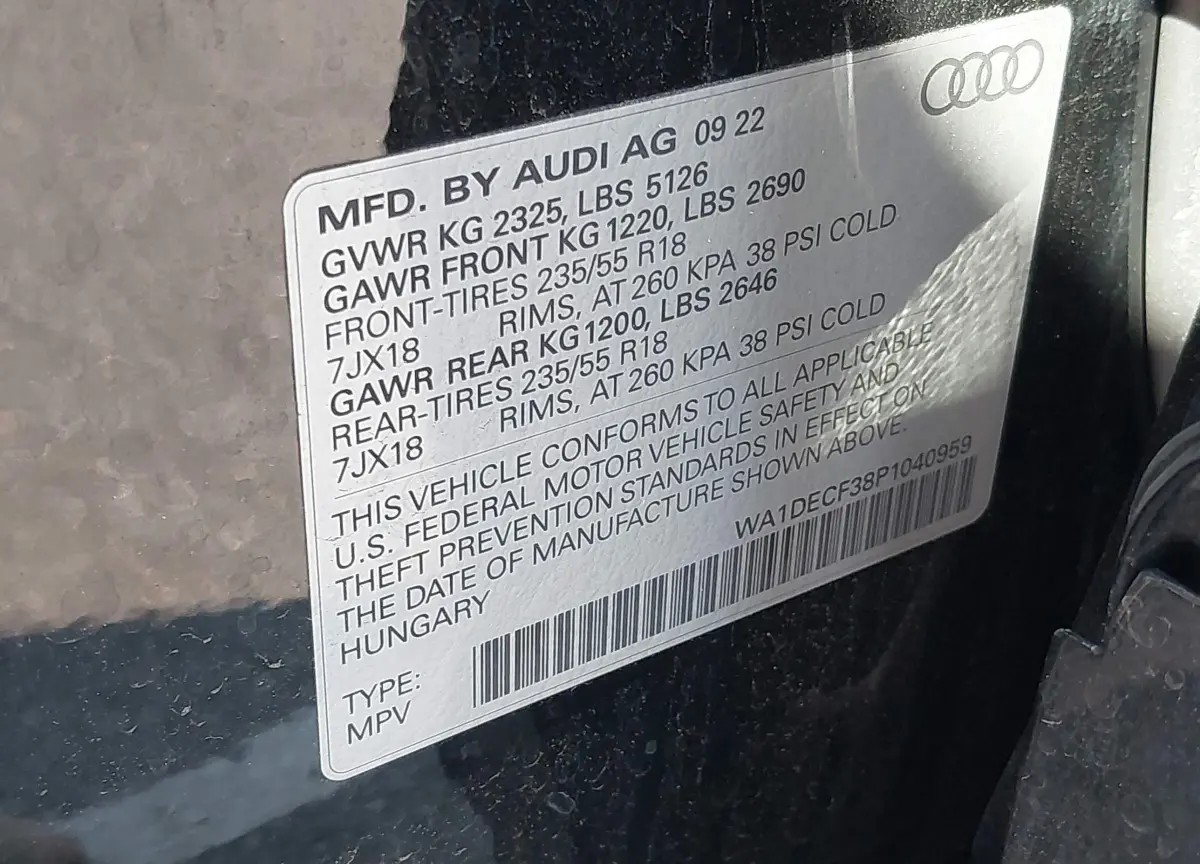 MFD. BY AUDI AG 09 22
GVWR KG 2325, LBS 5126
GAWR FRONT KG 1220, LBS 2690
FRONT-TIRES 235/55 R18
7JX18 RIMS, AT 260 KPA 38 PSI COLD
GAWR REAR KG 1200, LBS 2646
REAR-TIRES 235/55 R18
7JX18 RIMS, AT 260 KPA 38 PSI COLD
THIS VEHICLE CONFORMS TO ALL APPLICABLE
U.S. FEDERAL MOTOR VEHICLE SAFETY AND
THEFT PREVENTION STANDARDS IN EFFECT ON
THE DATE OF MANUFACTURE SHOWN ABOVE.
HUNGARY
WA1DECF38P1040959
TYPE:
MPV